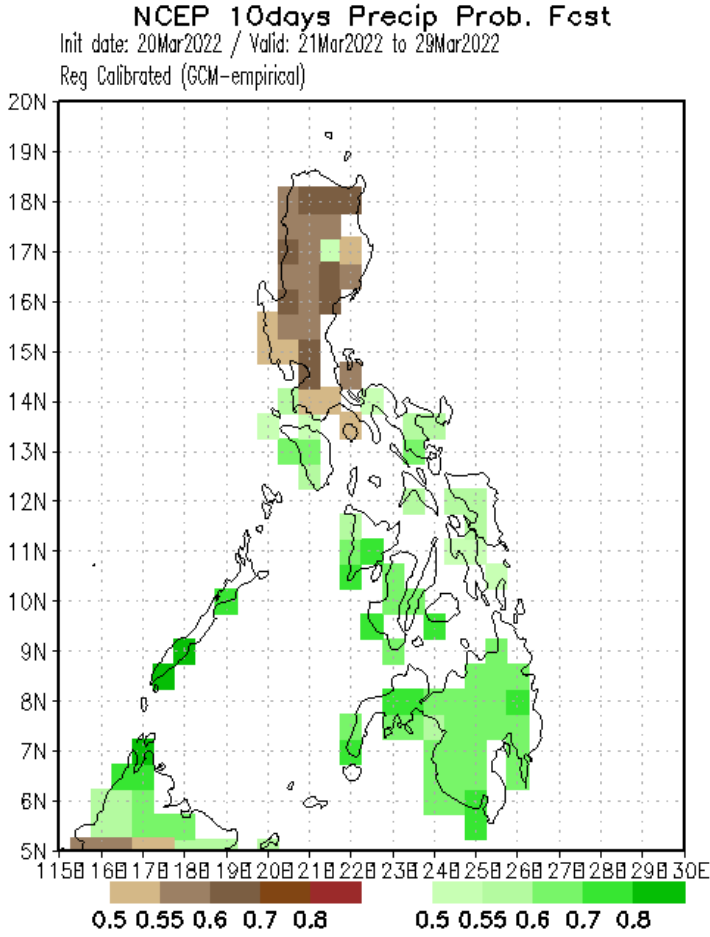 NCEP 10days Precip Prob. Fcst
Init date: 20Mar2022 / Valid: 21Mar2022 to 29Mar2022
Reg Calibrated (GCM-empirical)
20N
19N
18N
17N
16N
15N
14N
13N
12N
11N
10N
9N
8N
7N
6N
5N
115E 116E 117E 118E 119E 120E 121E 122E 123E 124E 125E 126E 127E 128E 129E 130E
0.5 0.55 0.6 0.7 0.8 0.5 0.55 0.6 0.7 0.8